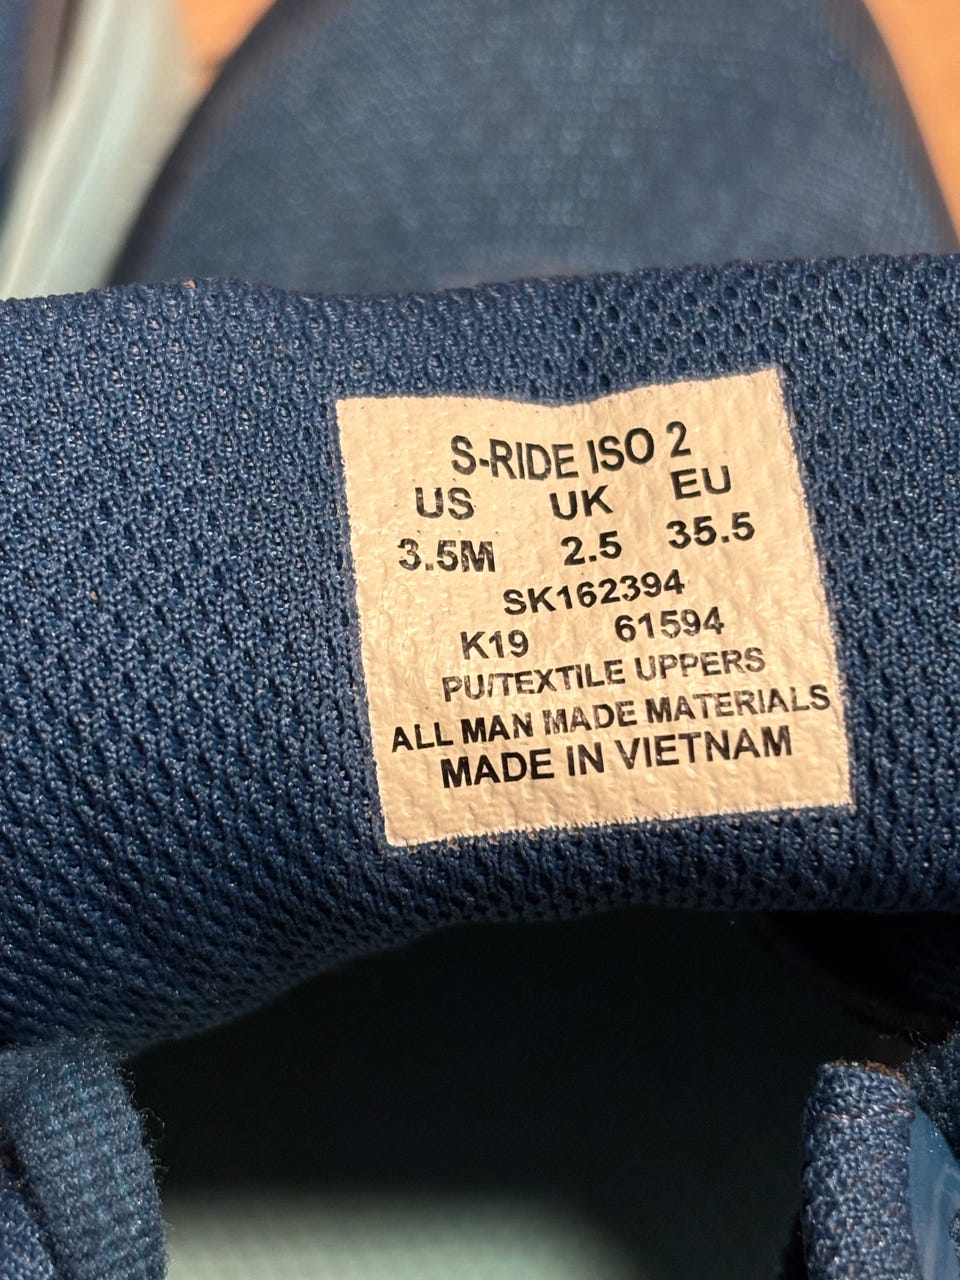 S-RIDE ISO 2
US UK EU
3.5M 2.5 35.5
SK162394
K19 61594
PU/TEXTILE UPPERS
ALL MAN MADE MATERIALS
MADE IN VIETNAM